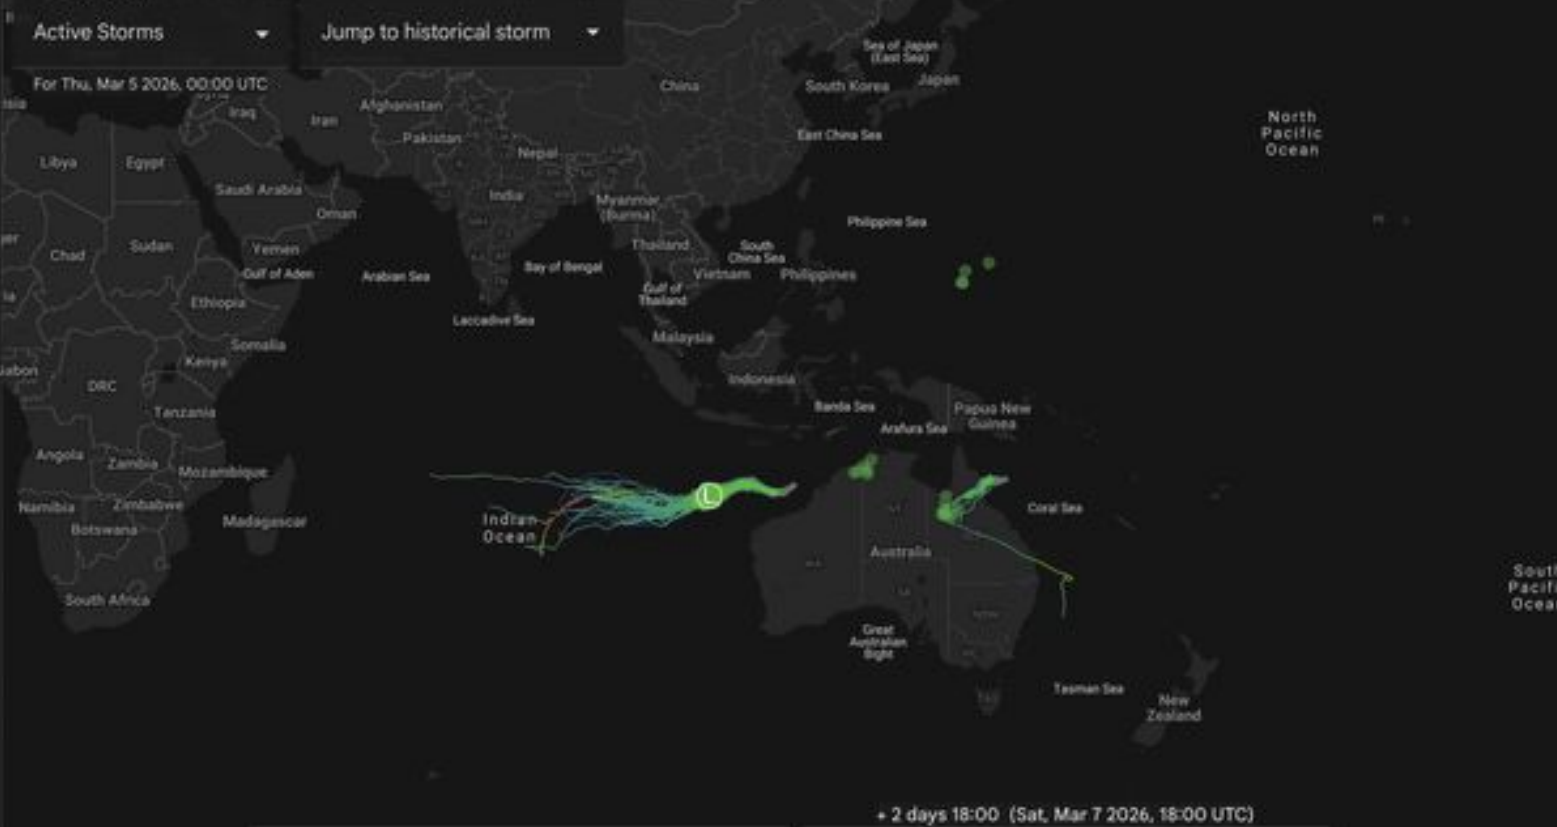 Active Storms
Jump to historical storm
For Thu, Mar 5 2026, 00:00 UTC
Sea of Japan
(East Sea)
China
South Korea
Japan
Afghanistan
Iraq
Iran
East China Sea
North
Pacific
Ocean
Pakistan
Libya
Egypt
Nepal
Saudi Arabia
India
Myanmar
(Burma)
Oman
Philippine Sea
Chad
Sudan
Yemen
Thailand
South
China Sea
Gulf of Aden
Arabian Sea
Bay of Bengal
Vietnam
Philippines
Ethiopia
Gulf of
Thailand
Laccadive Sea
Malaysia
Somalia
Kenya
DRC
Indonesia
Tanzania
Banda Sea
Papua New
Guinea
Arafura Sea
Angola
Zambia
Mozambique
L
Namibia
Zimbabwe
Coral Sea
Madagascar
Indian
Ocean
Botswana
Australia
South Africa
Great
Australian
Bight
Tasman Sea
New
Zealand
+ 2 days 18:00 (Sat, Mar 7 2026, 18:00 UTC)